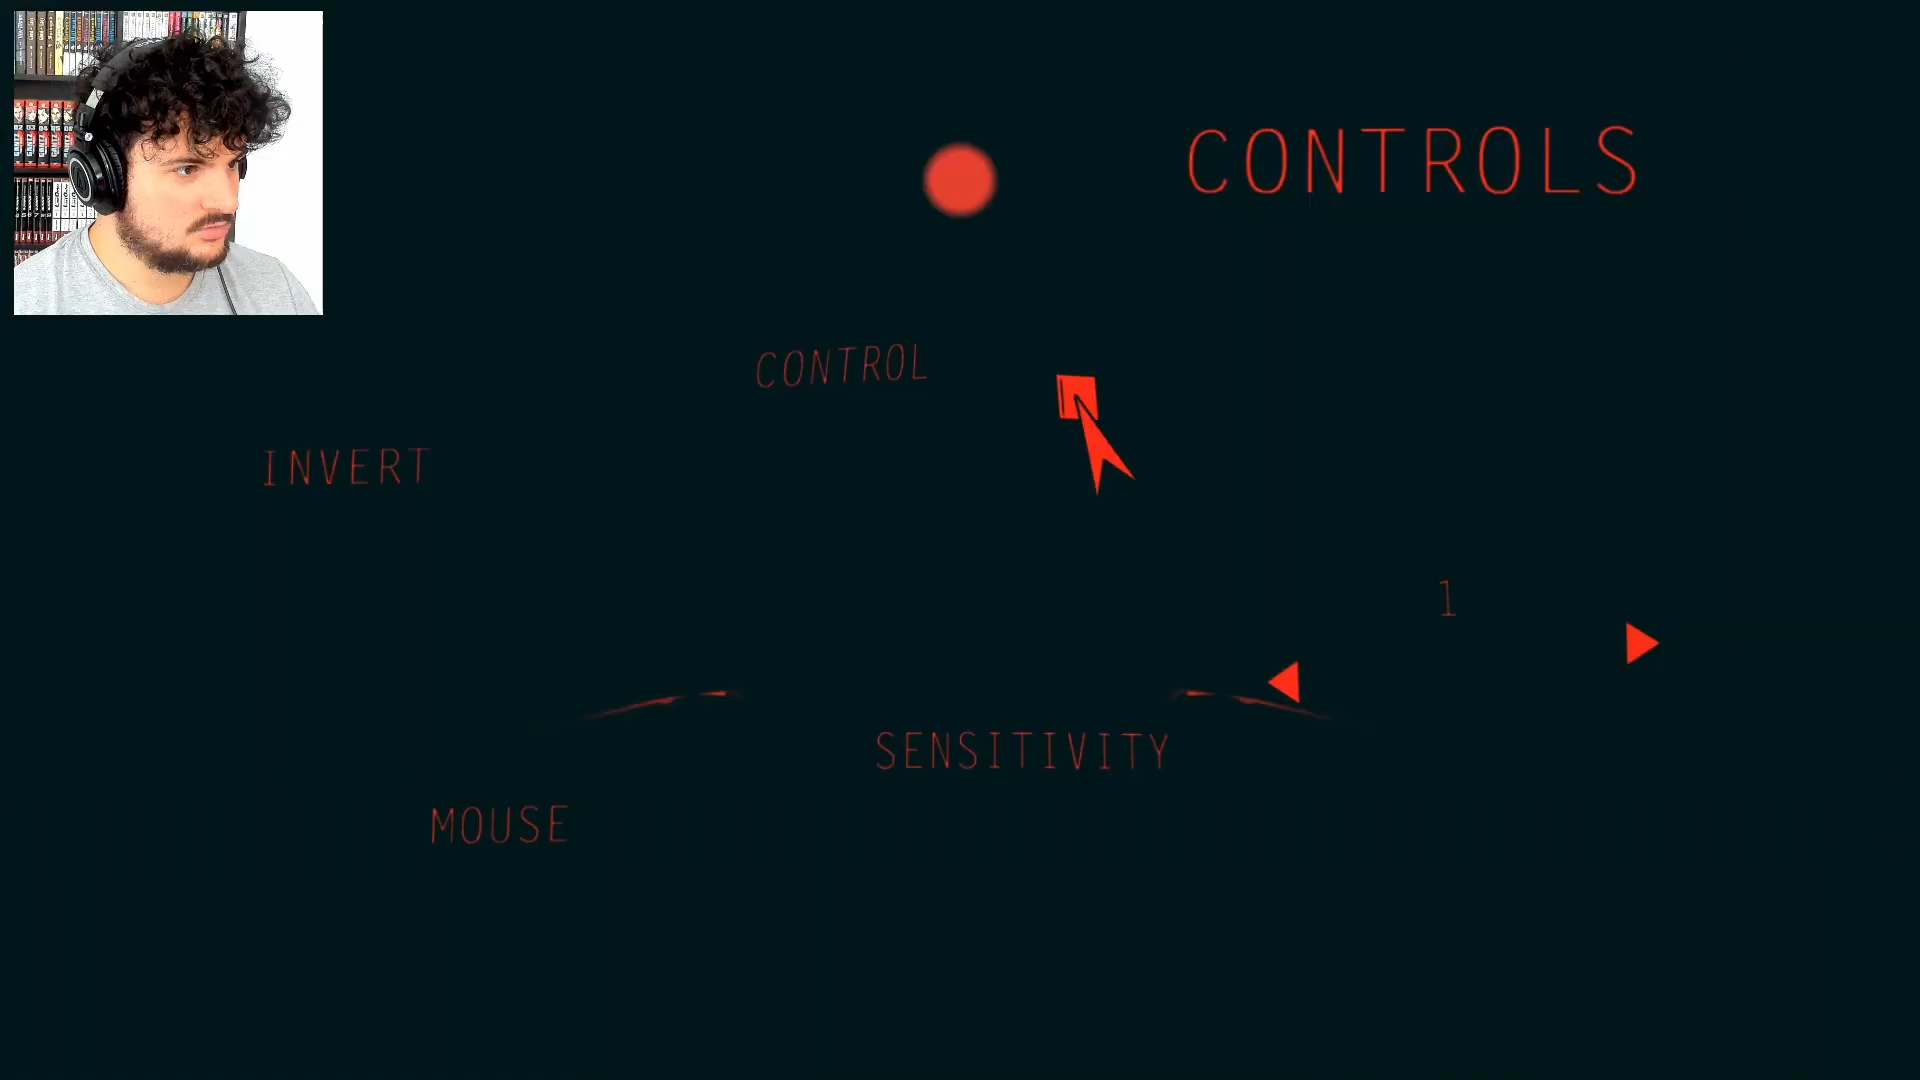 CONTROLS
CONTROL
INVERT
1
SENSITIVITY
MOUSE